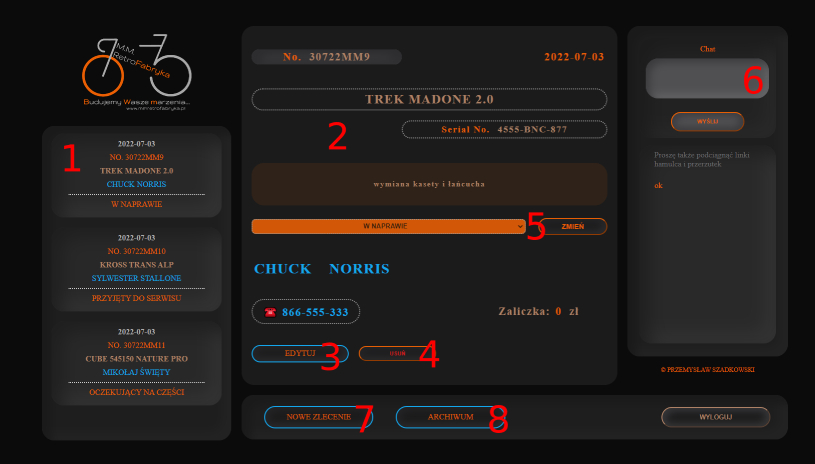 M.M.
RetroFabryka
Budujemy Wasze marzenia...
www.mmretrofabryka.pl
1
2022-07-03
NO. 30722MM9
TREK MADONE 2.0
CHUCK NORRIS
W NAPRAWIE
2022-07-03
NO. 30722MM10
KROSS TRANS ALP
SYLWESTER STALLONE
PRZYJĘTY DO SERWISU
2022-07-03
NO. 30722MM11
CUBE 545150 NATURE PRO
MIKOŁAJ ŚWIĘTY
OCZEKUJĄCY NA CZĘŚCI
No. 30722MM9
2022-07-03
TREK MADONE 2.0
2
Serial No. 4555-BNC-877
wymiana kasety i łańcucha
W NAPRAWIE
5
ZMIEŃ
CHUCK NORRIS
866-555-333
Zaliczka: 0 zł
EDYTUJ
3
USUŃ
4
NOWE ZLECENIE
7
ARCHIWUM
8
WYLOGUJ
Chat
6
WYŚLIJ
Proszę także podciągnąć linki
hamulca i przerzutek
ok
© PRZEMYSŁAW SZADKOWSKI